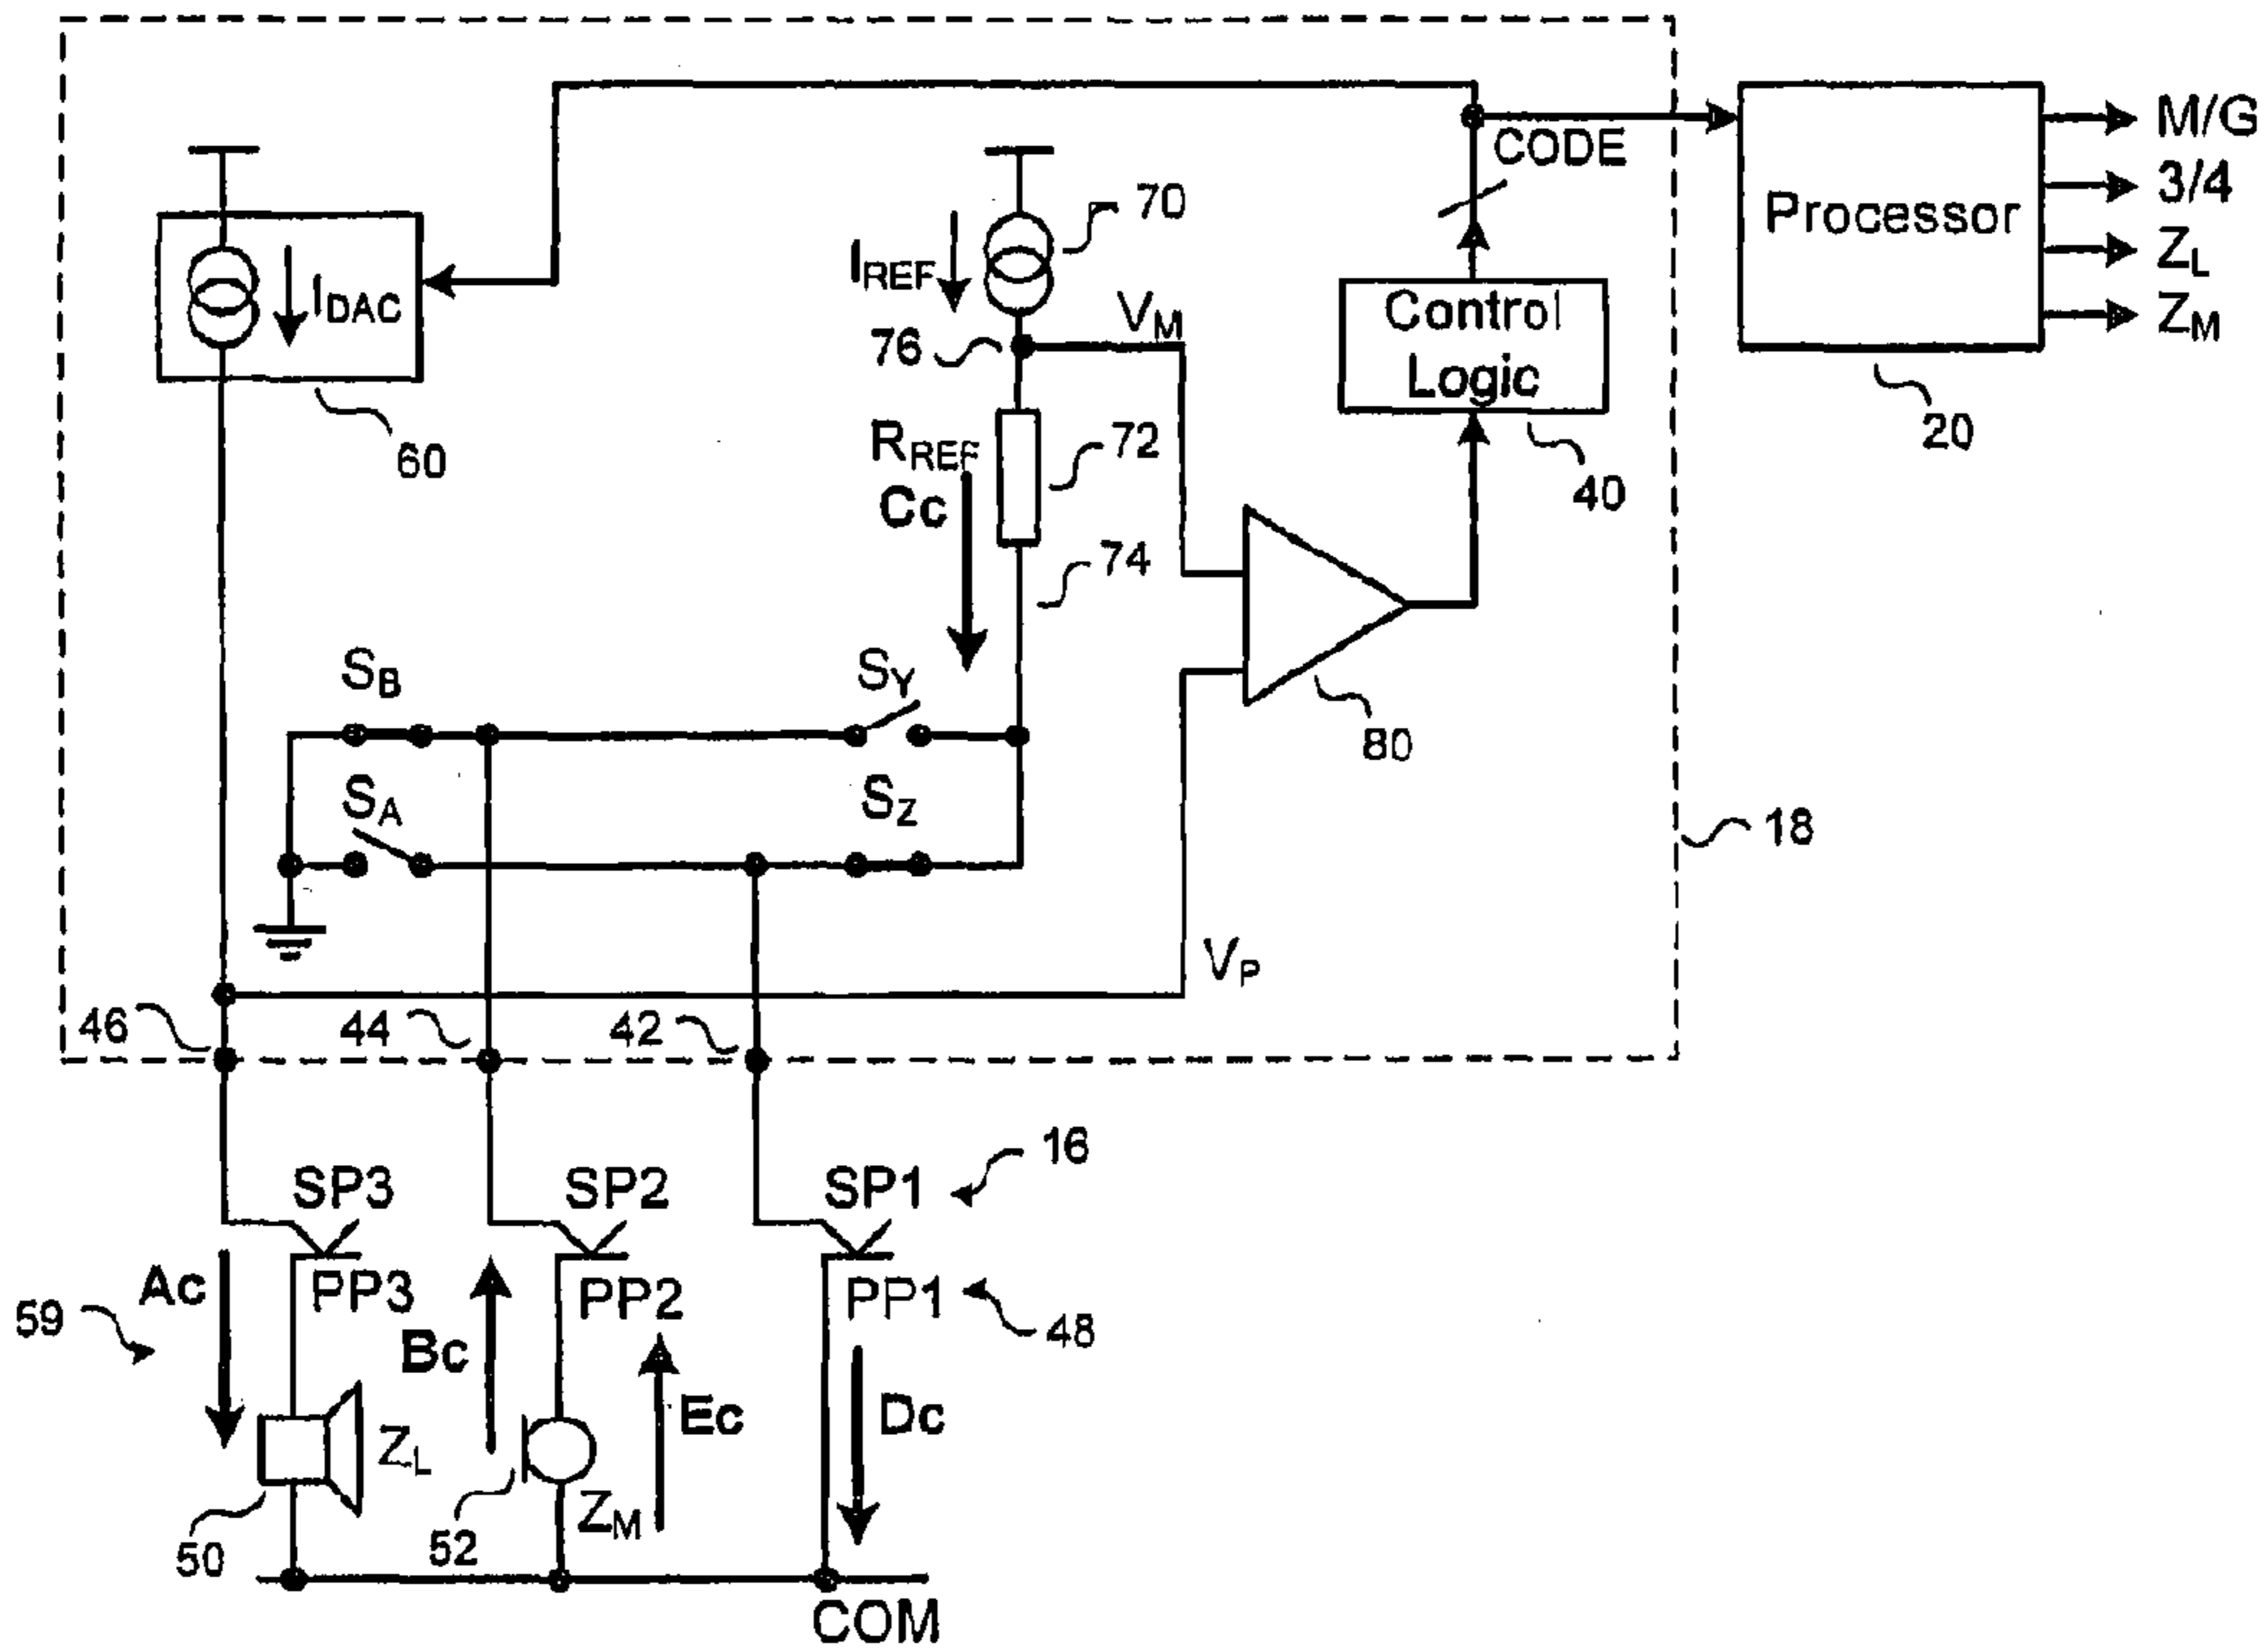 M/G
CODE
3/4
70
Processor
I_REF
Z_L
I_DAC
V_M
Control
Logic
76
Z_M
R_REF
72
20
60
Cc
40
74
S_B
S_Y
80
S_A
S_Z
18
V_P
46
44
42
16
SP3
SP2
SP1
Ac
PP3
PP2
PP1
59
Bc
48
Ec
Dc
Z_L
Z_M
50
52
COM